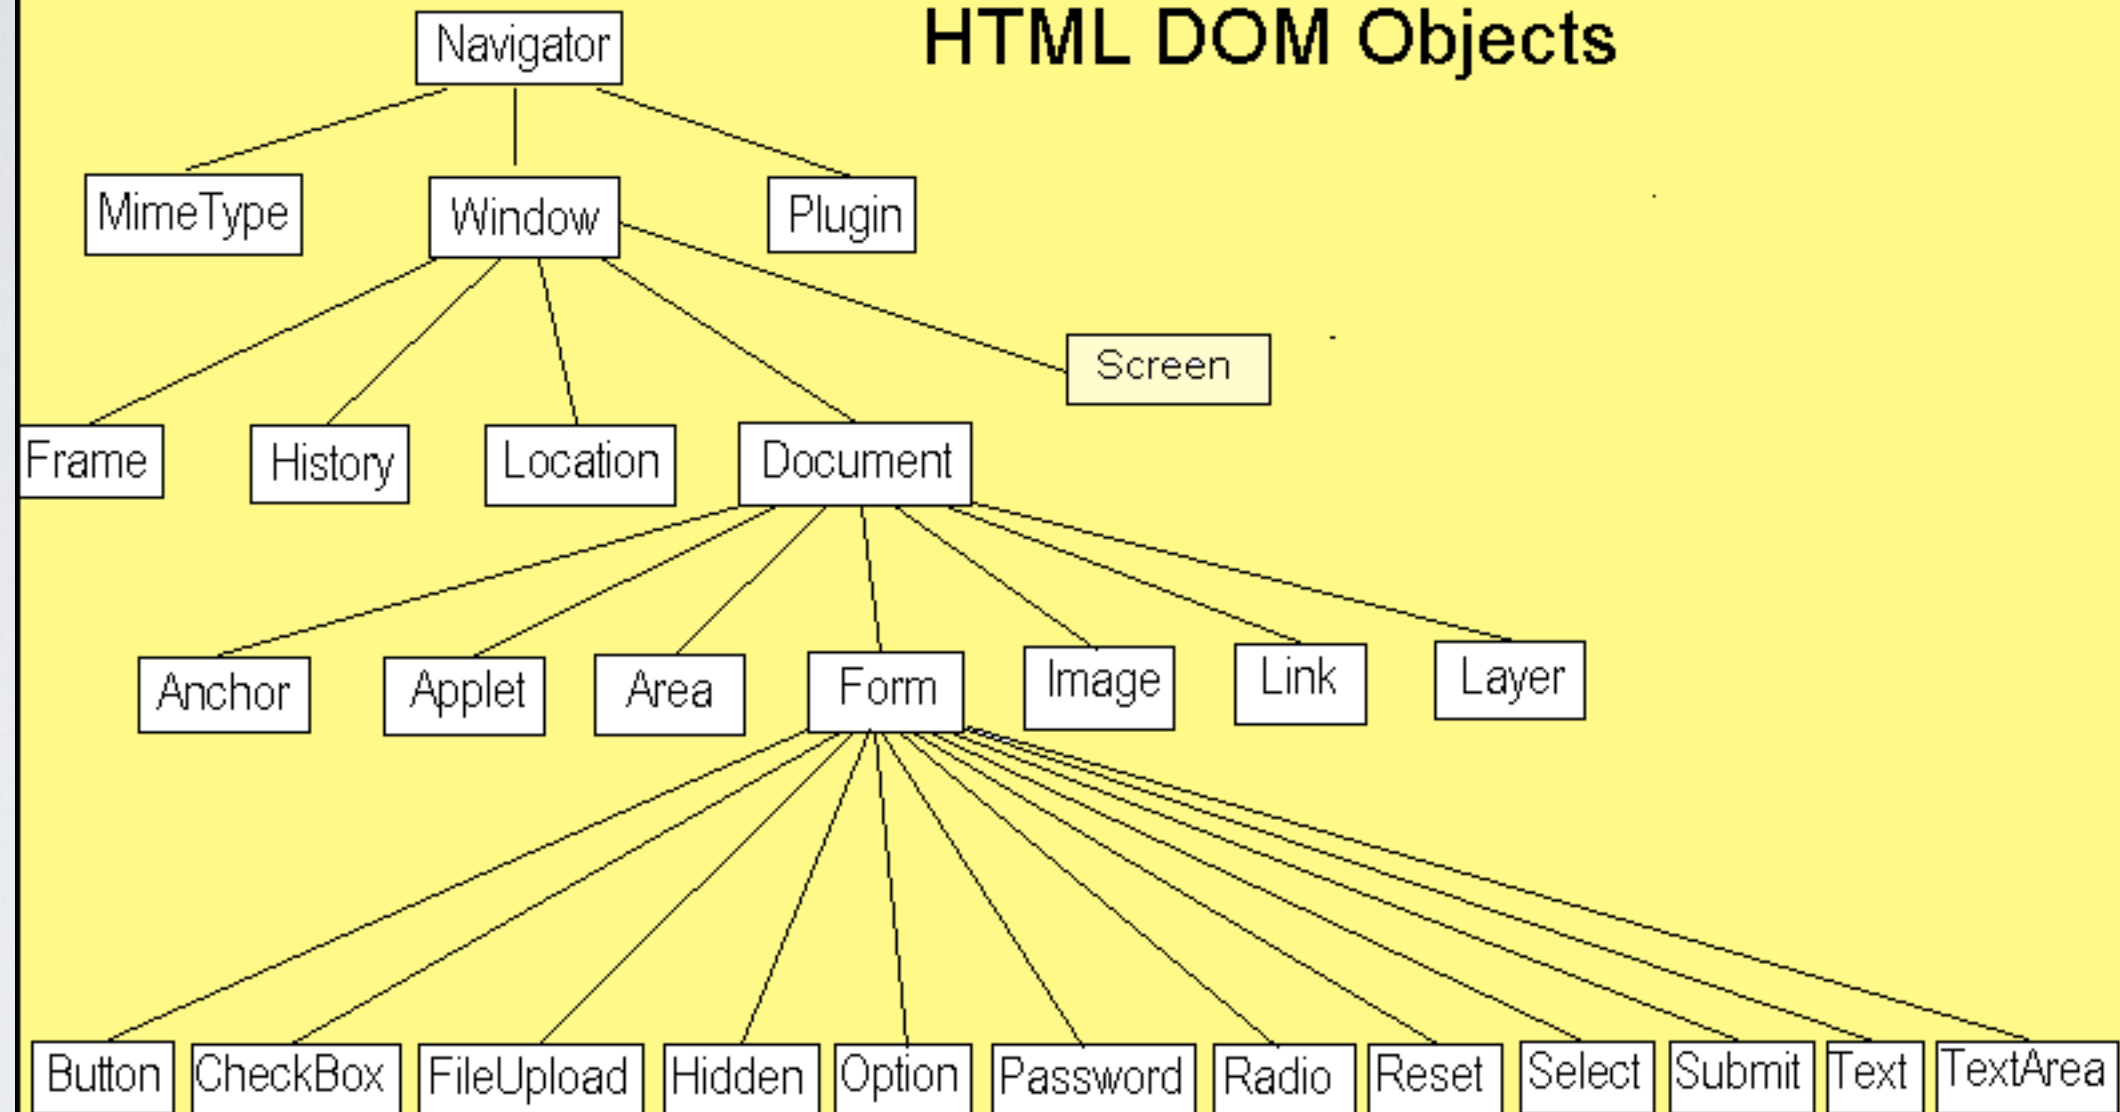 HTML DOM Objects
Navigator
MimeType
Window
Plugin
Screen
Frame
History
Location
Document
Anchor
Applet
Area
Form
Image
Link
Layer
Button
CheckBox
FileUpload
Hidden
Option
Password
Radio
Reset
Select
Submit
Text
TextArea